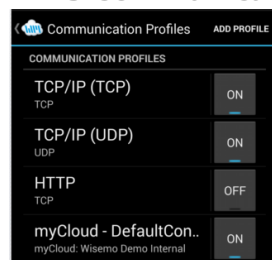 Communication Profiles ADD PROFILE
COMMUNICATION PROFILES
TCP/IP (TCP)
TCP
ON
TCP/IP (UDP)
UDP
ON
HTTP
TCP
OFF
myCloud - DefaultCon..
myCloud: Wisemo Demo Internal
ON